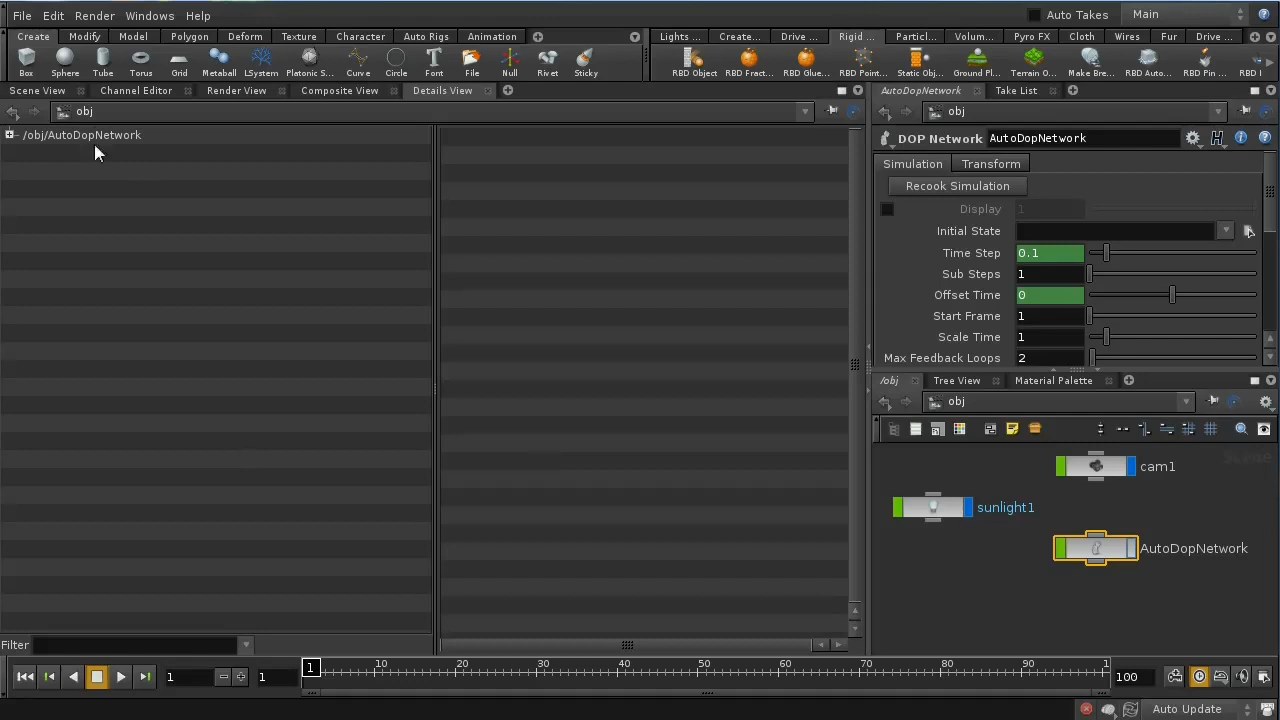 File Edit Render Windows Help Auto Takes Main
Create Modify Model Polygon Deform Texture Character Auto Rigs Animation Lights ... Create... Drive ... Rigid ... Particl... Volum... Pyro FX Cloth Wires Fur Drive ...
Box Sphere Tube Torus Grid Metaball LSystem Platonic S... Curve Circle Font File Null Rivet Sticky RBD Object RBD Fract... RBD Glue... RBD Point... Static Obj... Ground Pl... Terrain O... Make Bre... RBD Auto... RBD Pin ... RBD I
Scene View Channel Editor Render View Composite View Details View AutoDopNetwork Take List
obj obj
/obj/AutoDopNetwork
DOP Network AutoDopNetwork
Simulation Transform
Recook Simulation
Display 1
Initial State
Time Step 0.1
Sub Steps 1
Offset Time 0
Start Frame 1
Scale Time 1
Max Feedback Loops 2
/obj Tree View Material Palette
obj
Scene
cam1
sunlight1
AutoDopNetwork
Filter
1 1 1 10 20 30 40 50 60 70 80 90 1 100
Auto Update